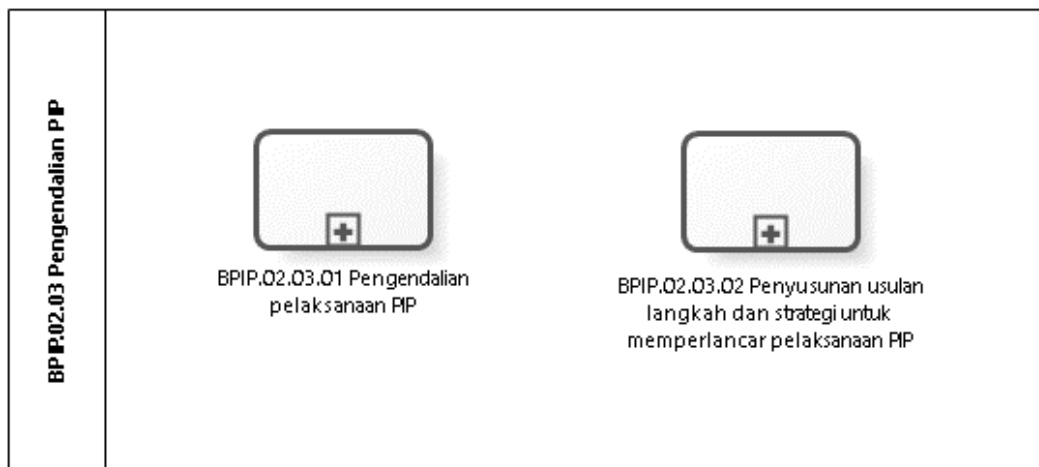 BPIP.02.03 Pengendalian PIP
BPIP.02.03.01 Pengendalian
pelaksanaan PIP
BPIP.02.03.02 Penyusunan usulan
langkah dan strategi untuk
memperlancar pelaksanaan PIP